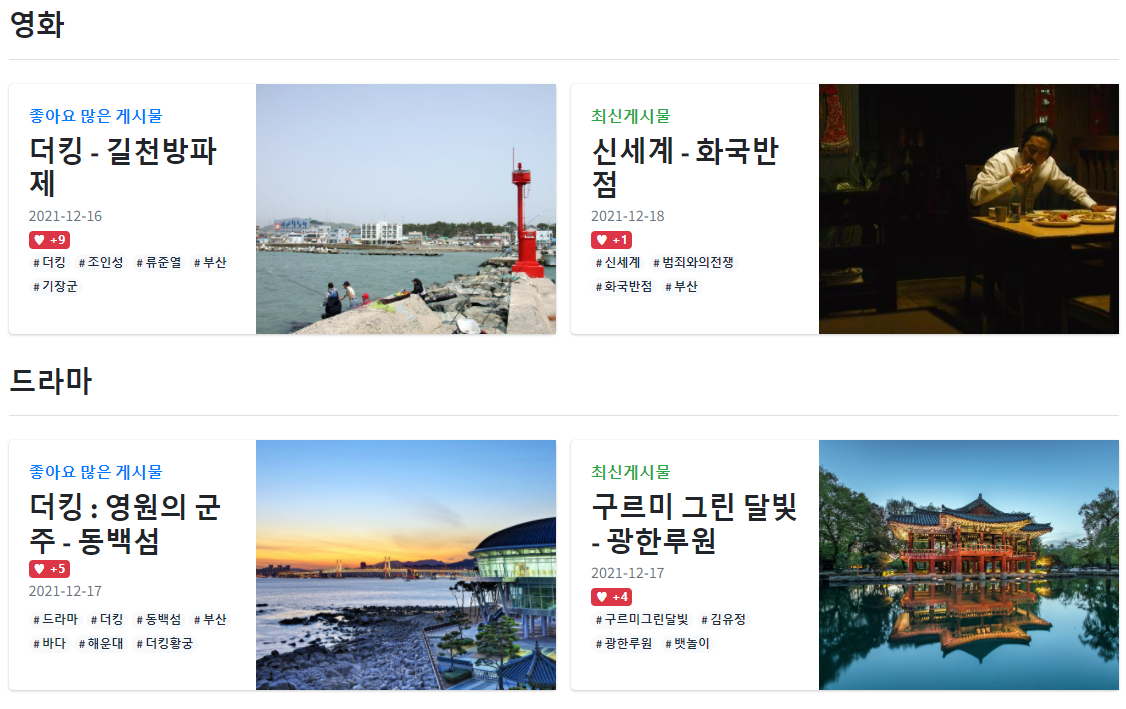 영화
좋아요 많은 게시물
더킹 - 길천방파
제
2021-12-16
♥ +9
# 더킹 # 조인성 # 류준열 # 부산
# 기장군
최신게시물
신세계 - 화국반
점
2021-12-18
♥ +1
# 신세계 # 범죄와의전쟁
# 화국반점 # 부산
드라마
좋아요 많은 게시물
더킹 : 영원의 군
주 - 동백섬
♥ +5
2021-12-17
# 드라마 # 더킹 # 동백섬 # 부산
# 바다 # 해운대 # 더킹황궁
최신게시물
구르미 그린 달빛
- 광한루원
2021-12-17
♥ +4
# 구르미그린달빛 # 김유정
# 광한루원 # 뱃놀이